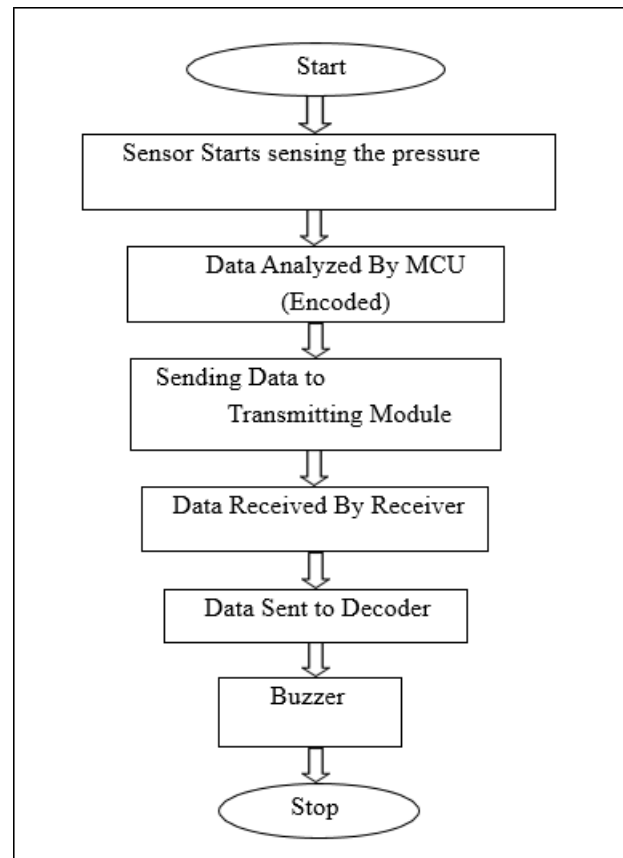 Start
Sensor Starts sensing the pressure
Data Analyzed By MCU
(Encoded)
Sending Data to
Transmitting Module
Data Received By Receiver
Data Sent to Decoder
Buzzer
Stop